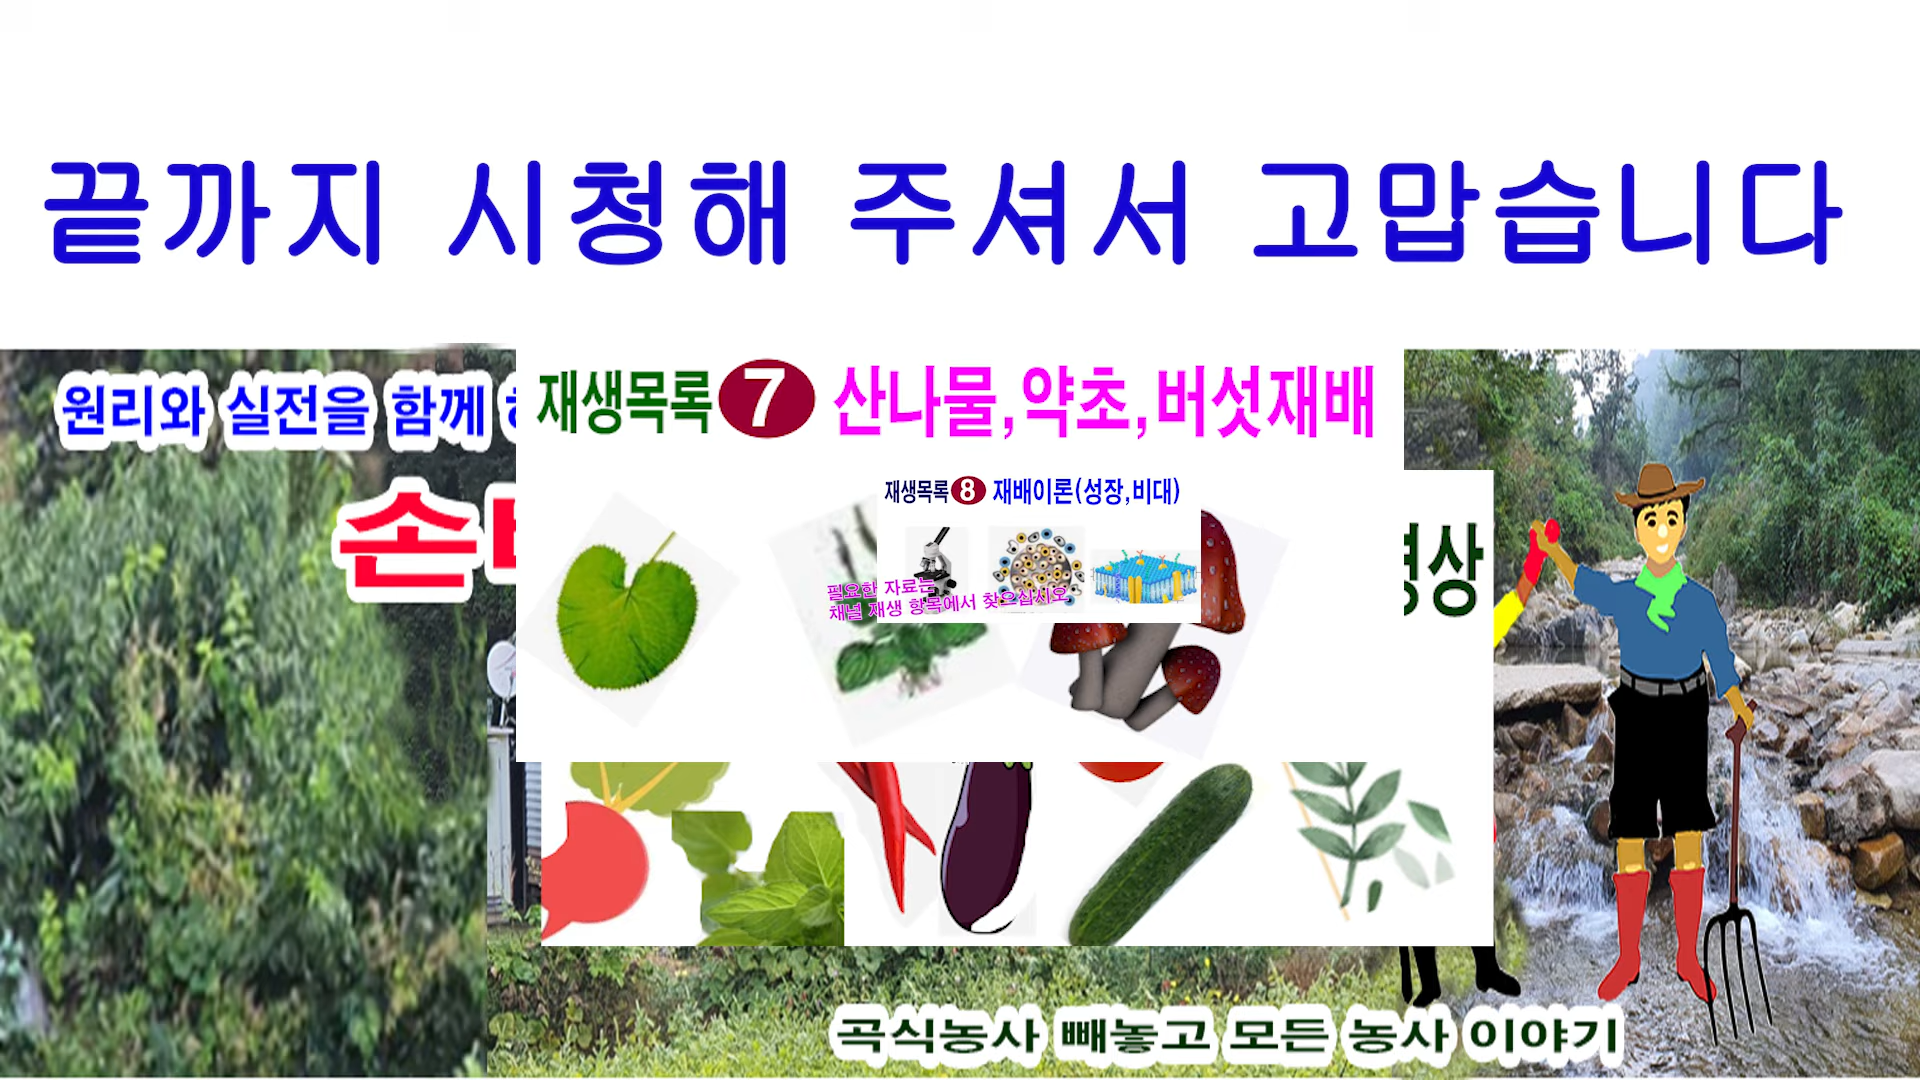 끝까지 시청해 주셔서 고맙습니다
원리와 실전을 함께
손
재생목록 7 산나물,약초,버섯재배
재생목록 8 재배이론(성장,비대)
필요한 자료는
채널 재생 항목에서 찾으십시오
상
곡식농사 빼놓고 모든 농사 이야기